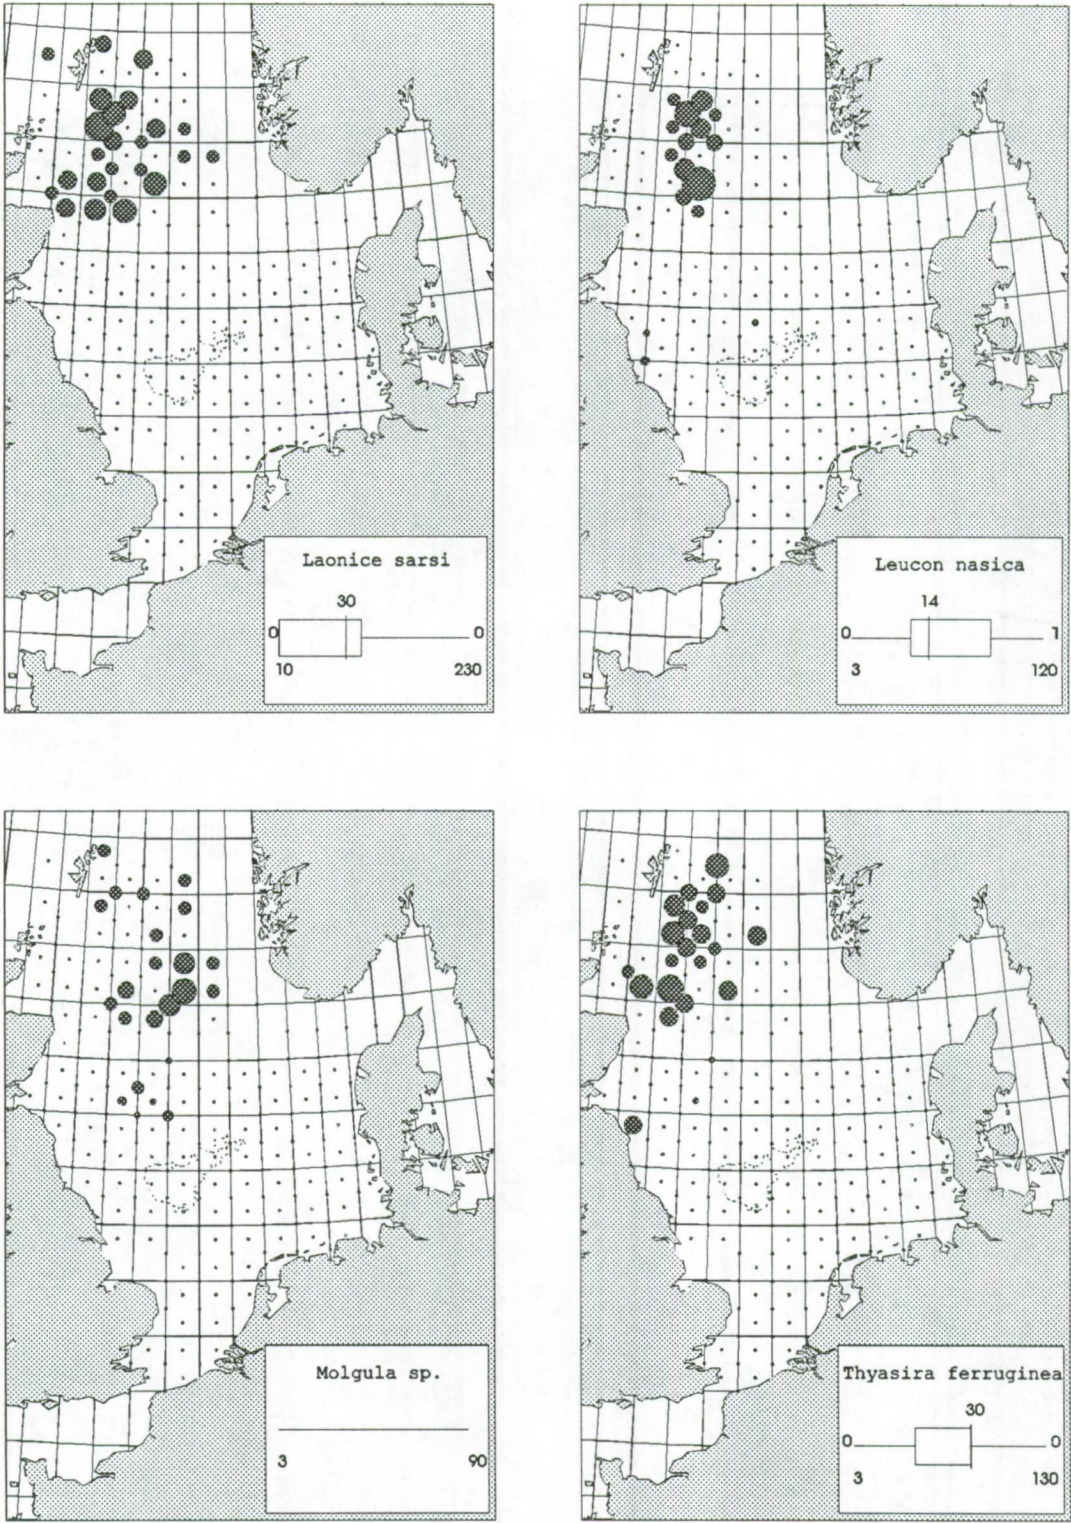 Laonice sarsi
30
0 0
10 230
Leucon nasica
14
0 1
3 120
Molgula sp.
3 90
Thyasira ferruginea
30
0 0
3 130